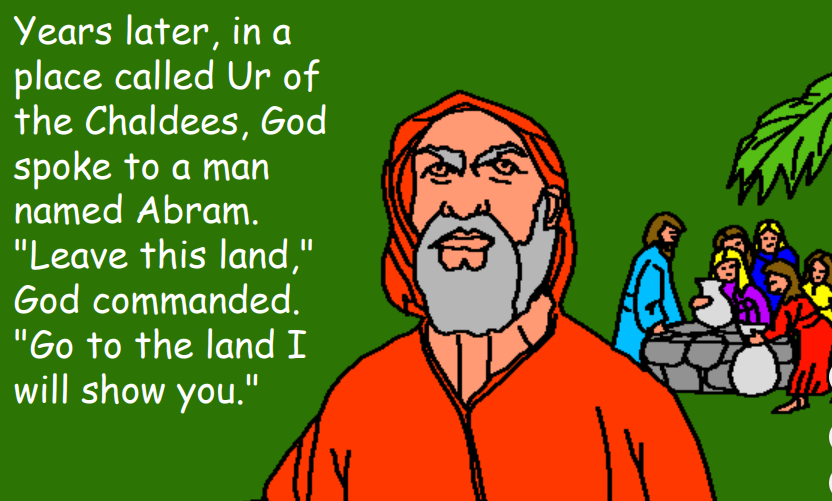 Years later, in a
place called Ur of
the Chaldees, God
spoke to a man
named Abram.
"Leave this land,"
God commanded.
"Go to the land I
will show you."